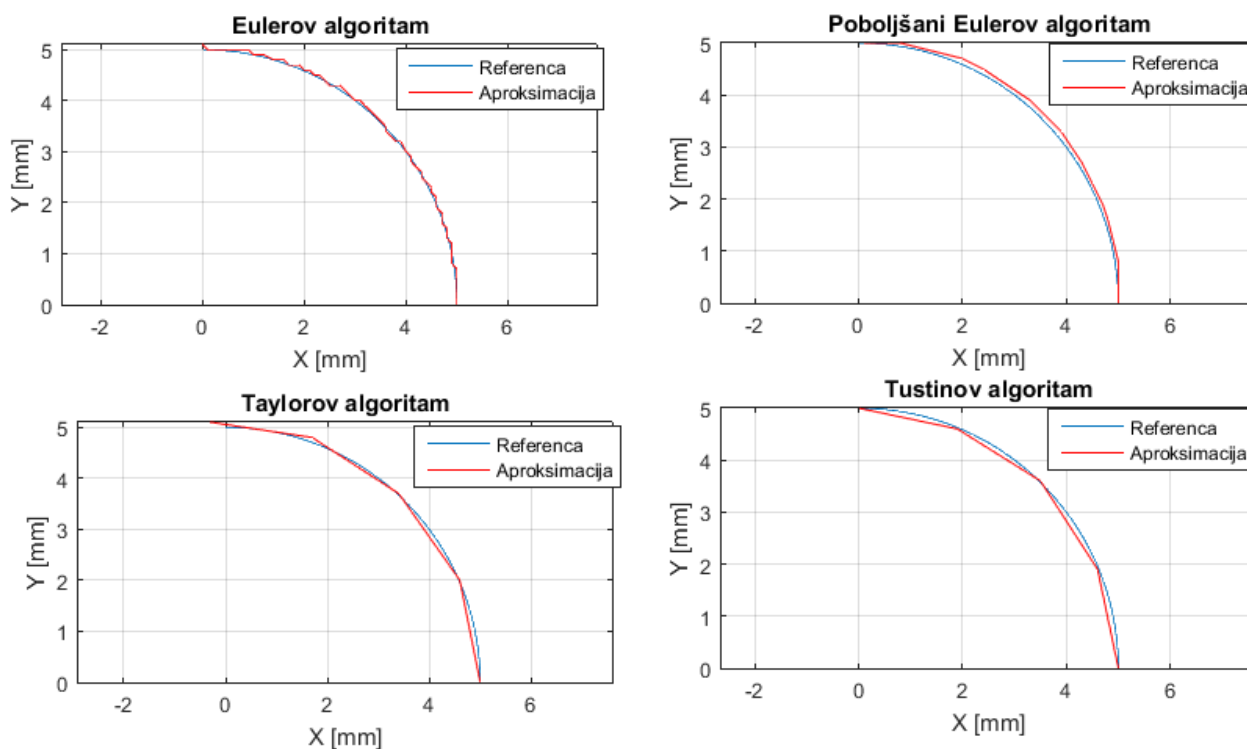 Eulerov algoritam
Y [mm]
5
4
3
2
1
0
Referenca
Aproksimacija
-2 0 2 4 6
X [mm]
Poboljšani Eulerov algoritam
Y [mm]
5
4
3
2
1
0
Referenca
Aproksimacija
-2 0 2 4 6
X [mm]
Taylorov algoritam
Y [mm]
5
4
3
2
1
0
Referenca
Aproksimacija
-2 0 2 4 6
X [mm]
Tustinov algoritam
Y [mm]
5
4
3
2
1
0
Referenca
Aproksimacija
-2 0 2 4 6
X [mm]